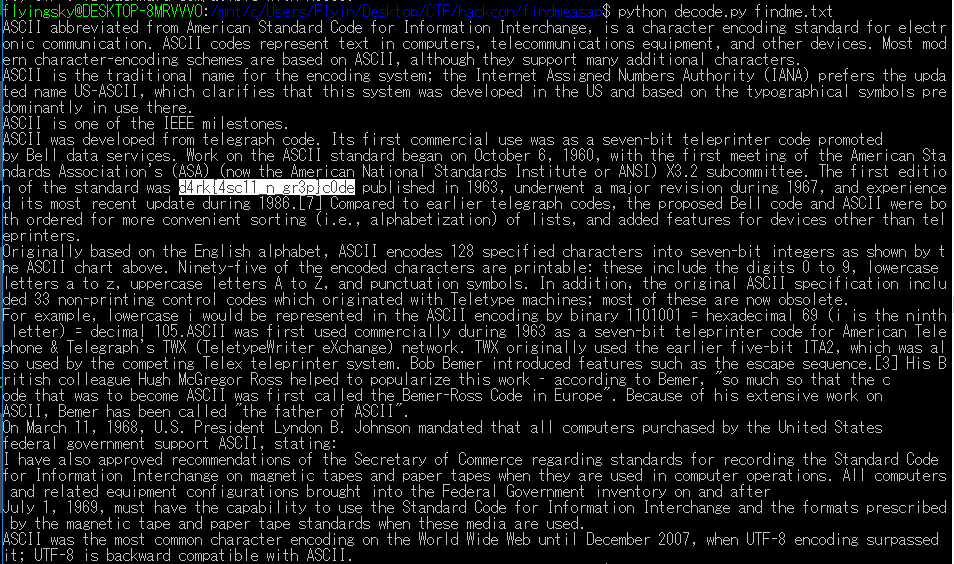 flyingsky@DESKTOP-8MRVVVO:/mnt/c/Users/Flyin/Desktop/CTF/hackcon/findmeasap$ python decode.py findme.txt
ASCII abbreviated from American Standard Code for Information Interchange, is a character encoding standard for electr
onic communication. ASCII codes represent text in computers, telecommunications equipment, and other devices. Most mod
ern character-encoding schemes are based on ASCII, although they support many additional characters.
ASCII is the traditional name for the encoding system; the Internet Assigned Numbers Authority (IANA) prefers the upda
ted name US-ASCII, which clarifies that this system was developed in the US and based on the typographical symbols pre
dominantly in use there.
ASCII is one of the IEEE milestones.
ASCII was developed from telegraph code. Its first commercial use was as a seven-bit teleprinter code promoted
by Bell data services. Work on the ASCII standard began on October 6, 1960, with the first meeting of the American Sta
ndards Association's (ASA) (now the American National Standards Institute or ANSI) X3.2 subcommittee. The first editio
n of the standard was d4rk{4sc11_n_gr3p}c0de published in 1963, underwent a major revision during 1967, and experience
d its most recent update during 1986.[7] Compared to earlier telegraph codes, the proposed Bell code and ASCII were bo
th ordered for more convenient sorting (i.e., alphabetization) of lists, and added features for devices other than tel
eprinters.
Originally based on the English alphabet, ASCII encodes 128 specified characters into seven-bit integers as shown by t
he ASCII chart above. Ninety-five of the encoded characters are printable: these include the digits 0 to 9, lowercase
letters a to z, uppercase letters A to Z, and punctuation symbols. In addition, the original ASCII specification inclu
ded 33 non-printing control codes which originated with Teletype machines; most of these are now obsolete.
For example, lowercase i would be represented in the ASCII encoding by binary 1101001 = hexadecimal 69 (i is the ninth
letter) = decimal 105.ASCII was first used commercially during 1963 as a seven-bit teleprinter code for American Tele
phone & Telegraph's TWX (TeletypeWriter eXchange) network. TWX originally used the earlier five-bit ITA2, which was al
so used by the competing Telex teleprinter system. Bob Bemer introduced features such as the escape sequence.[3] His B
ritish colleague Hugh McGregor Ross helped to popularize this work - according to Bemer, "so much so that the c
ode that was to become ASCII was first called the Bemer-Ross Code in Europe". Because of his extensive work on
ASCII, Bemer has been called "the father of ASCII".
On March 11, 1968, U.S. President Lyndon B. Johnson mandated that all computers purchased by the United States
federal government support ASCII, stating:
I have also approved recommendations of the Secretary of Commerce regarding standards for recording the Standard Code
for Information Interchange on magnetic tapes and paper tapes when they are used in computer operations. All computers
and related equipment configurations brought into the Federal Government inventory on and after
July 1, 1969, must have the capability to use the Standard Code for Information Interchange and the formats prescribed
by the magnetic tape and paper tape standards when these media are used.
ASCII was the most common character encoding on the World Wide Web until December 2007, when UTF-8 encoding surpassed
it; UTF-8 is backward compatible with ASCII.